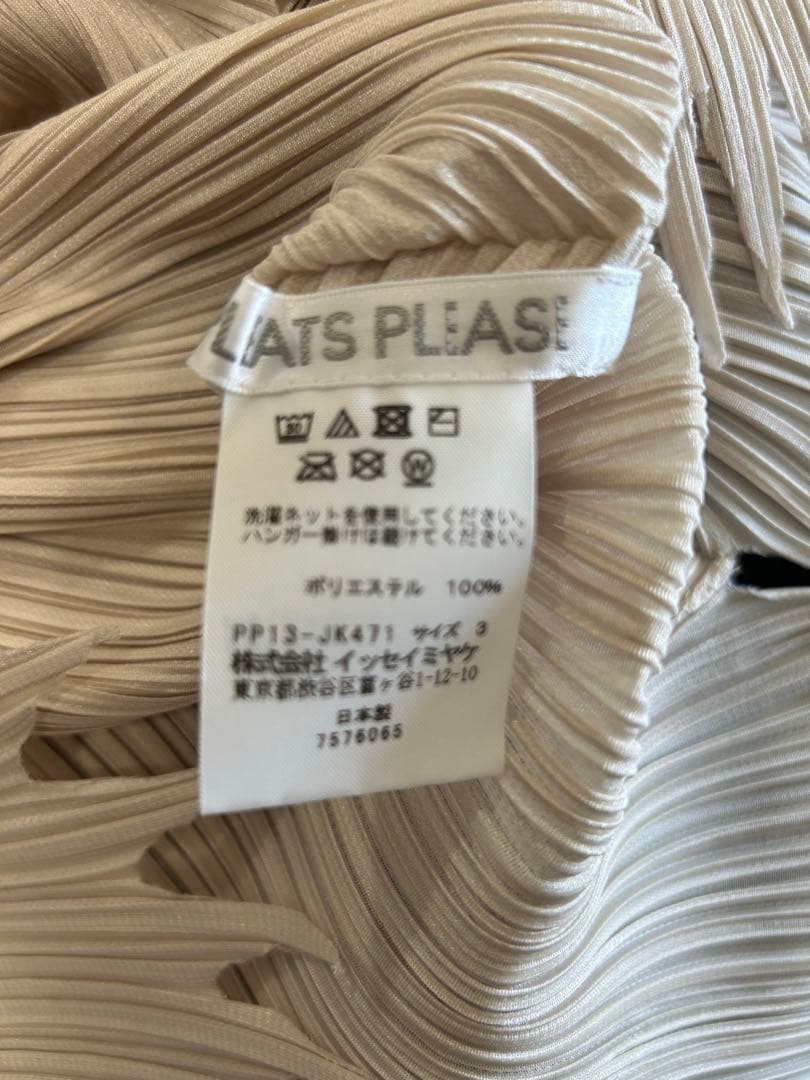 PLEATS PLEASE
洗濯ネットを使用してください。
ハンガー掛けは避けてください。
ポリエステル 100%
PP13-JK471 サイズ 3
株式会社 イッセイミヤケ
東京都渋谷区富ヶ谷1-12-10
日本製
7576065